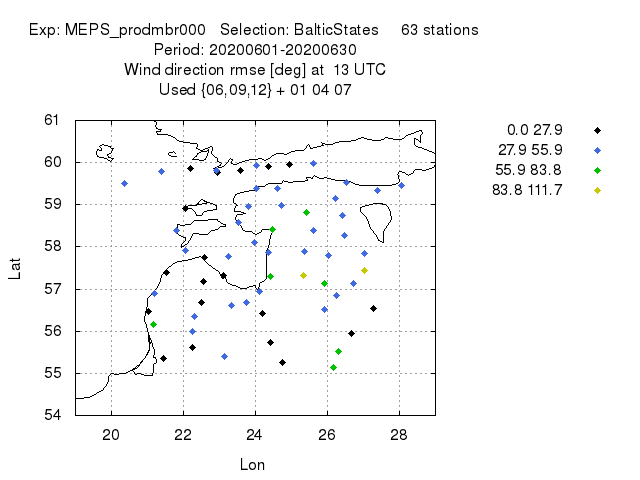 Exp: MEPS_prodmbr000 Selection: BalticStates 63 stations
Period: 20200601-20200630
Wind direction rmse [deg] at 13 UTC
Used {06,09,12} + 01 04 07
61
60
59
58
57
56
55
54
Lat
20 22 24 26 28
Lon
0.0 27.9
27.9 55.9
55.9 83.8
83.8 111.7